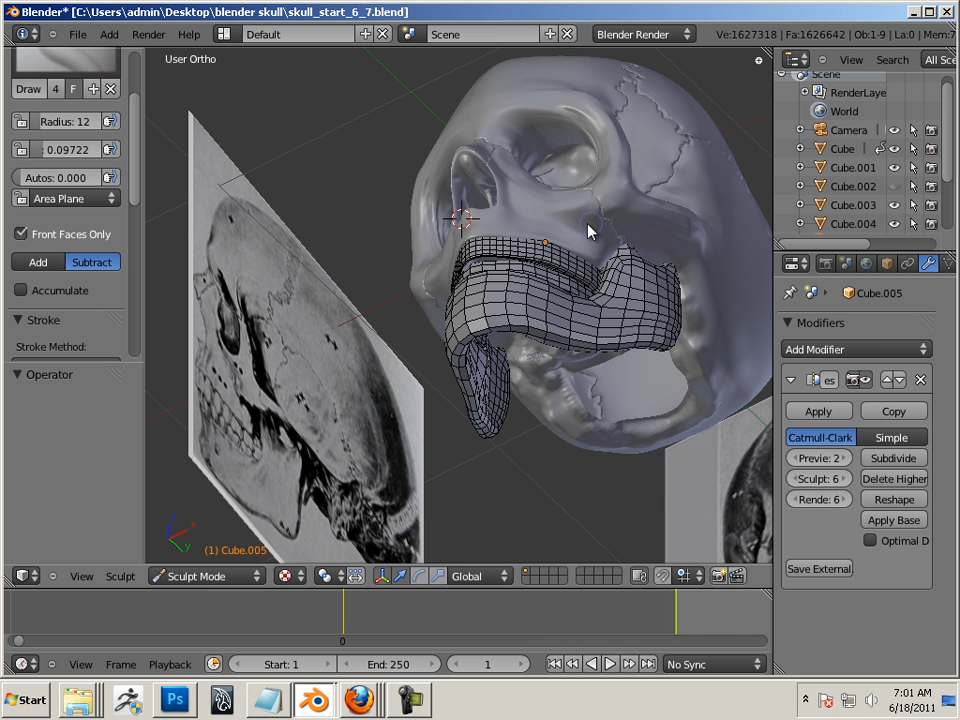 Blender* [C:\Users\admin\Desktop\blender skull\skull_start_6_7.blend]
File Add Render Help Default Scene Blender Render Ve:1627318 | Fa:1626642 | Ob:1-9 | La:0 | Mem:7
User Ortho
View Search All Sce
Scene
RenderLaye
World
Camera
Cube
Cube.001
Cube.002
Cube.003
Cube.004
Draw 4 F
Radius: 12
: 0.09722
Autos: 0.000
Area Plane
Front Faces Only
Add Subtract
Accumulate
Stroke
Stroke Method:
Operator
Cube.005
Modifiers
Add Modifier
es
Apply Copy
Catmull-Clark Simple
Previe: 2 Subdivide
Sculpt: 6 Delete Higher
Rende: 6 Reshape
Apply Base
Optimal D
Save External.
x
y
(1) Cube.005
View Sculpt Sculpt Mode Global
0
View Frame Playback Start: 1 End: 250 1 No Sync
Start Ps 7:01 AM
6/18/2011